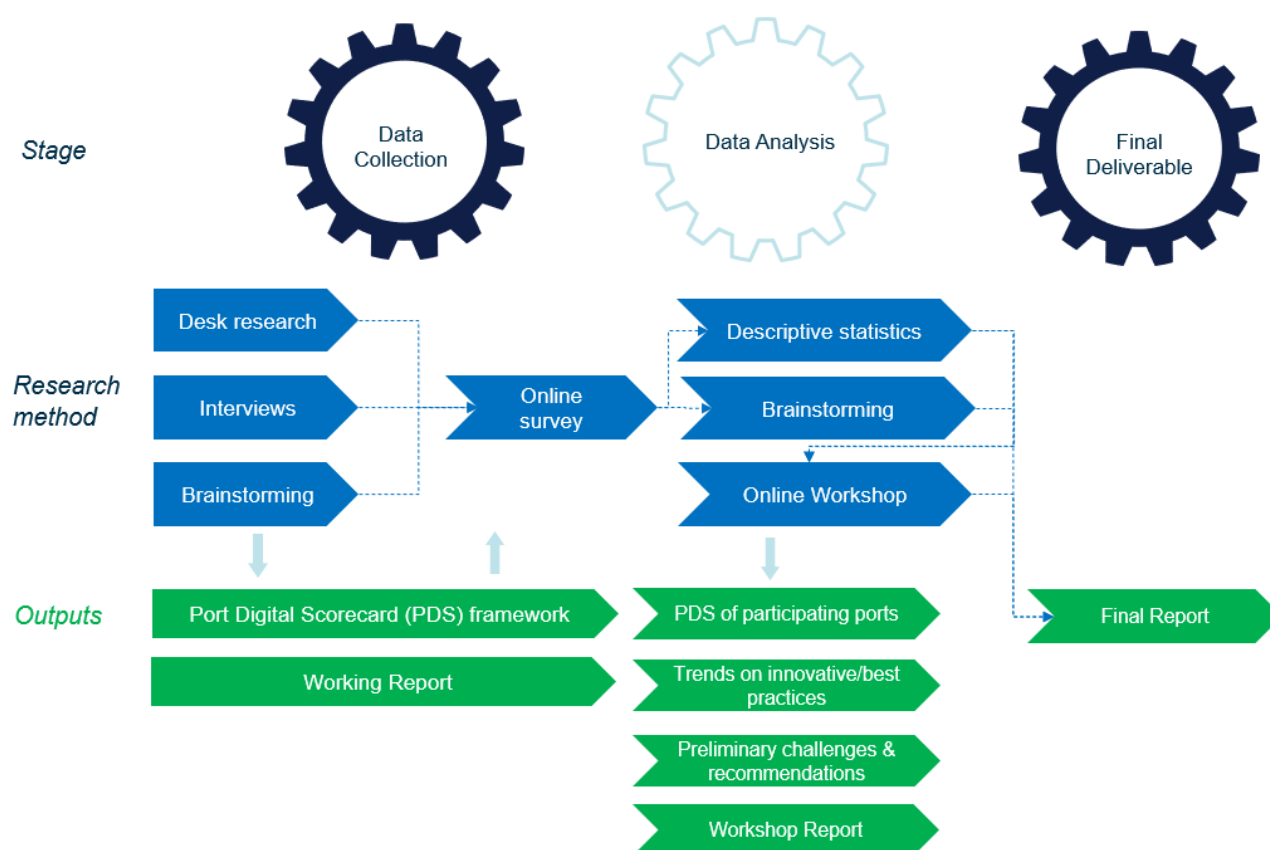 Stage
Data
Collection
Data Analysis
Final
Deliverable
Research
method
Desk research
Interviews
Brainstorming
Online
survey
Descriptive statistics
Brainstorming
Online Workshop
Outputs
Port Digital Scorecard (PDS) framework
Working Report
PDS of participating ports
Trends on innovative/best
practices
Preliminary challenges &
recommendations
Workshop Report
Final Report